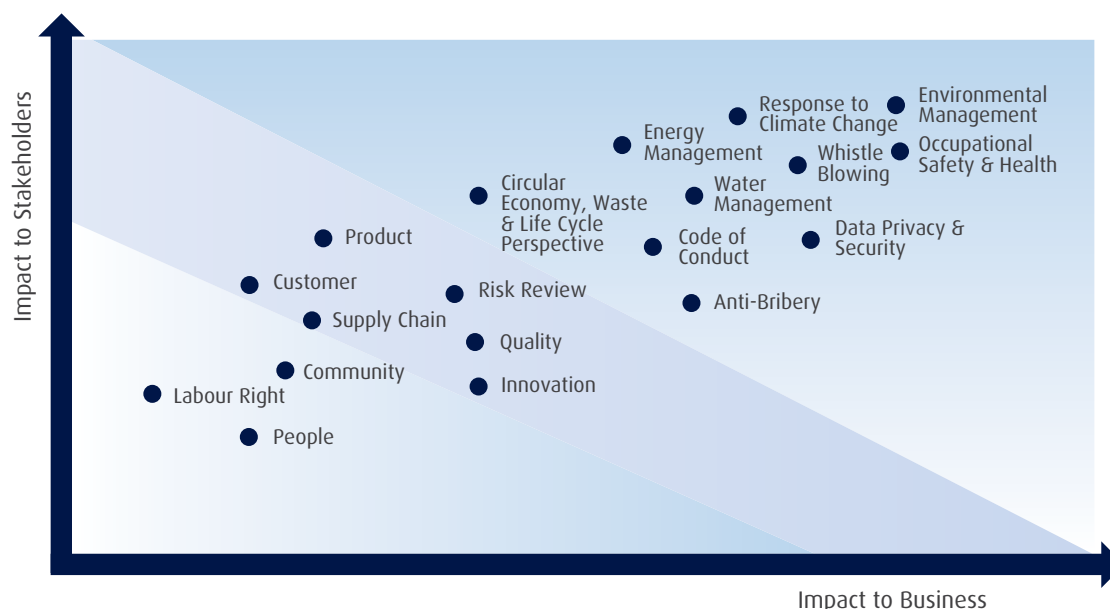 Impact to Stakeholders
Environmental
Management
Response to
Climate Change
Energy
Management
Occupational
Safety & Health
Whistle
Blowing
Circular
Economy, Waste
& Life Cycle
Perspective
Water
Management
Product
Code of
Conduct
Data Privacy &
Security
Customer
Risk Review
Anti-Bribery
Supply Chain
Quality
Community
Innovation
Labour Right
People
Impact to Business